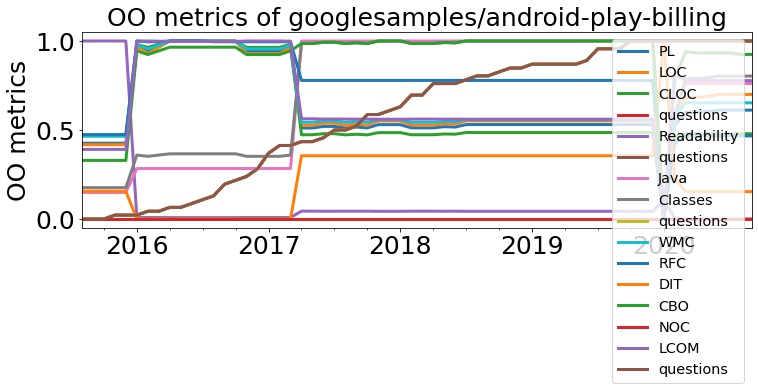 OO metrics of googlesamples/android-play-billing
OO metrics
1.0
0.5
0.0
2016
2017
2018
2019
2020
PL
LOC
CLOC
questions
Readability
questions
Java
Classes
questions
WMC
RFC
DIT
CBO
NOC
LCOM
questions